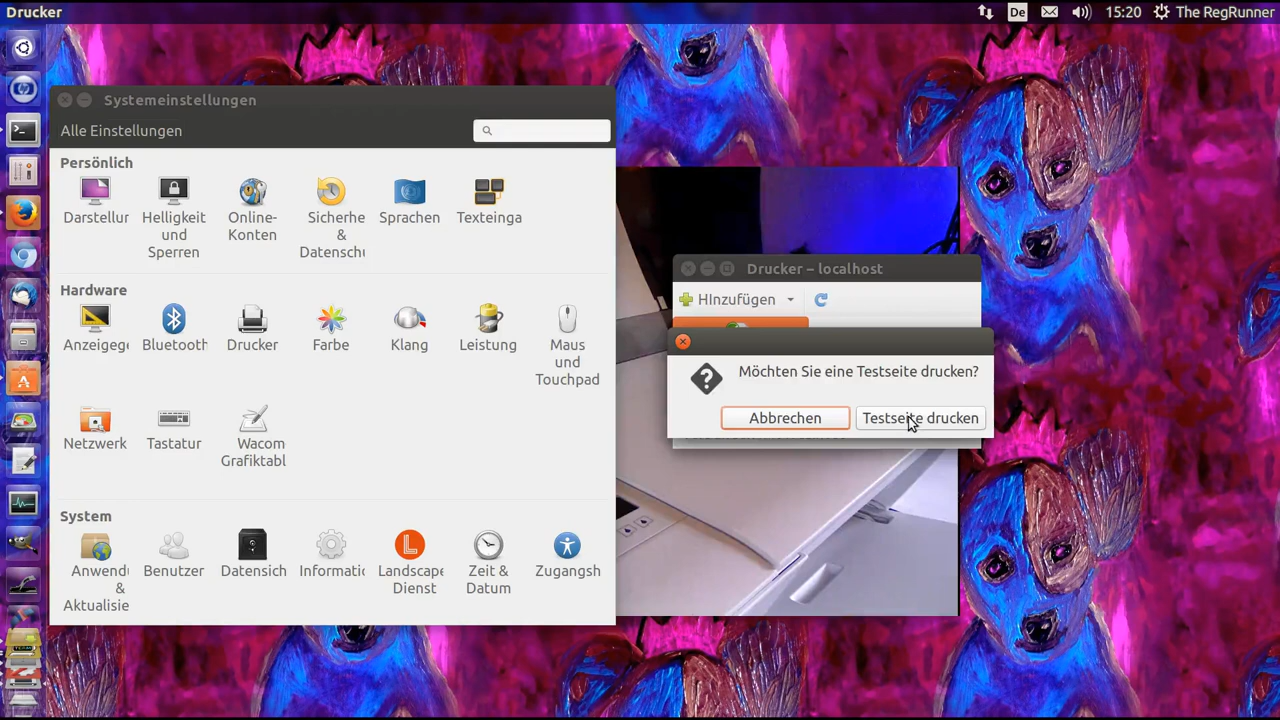 Drucker
De
15:20
The RegRunner
Systemeinstellungen
Alle Einstellungen
Persönlich
Darstellur
Helligkeit
und
Sperren
Online-
Konten
Sicherhe
&
Datenschu
Sprachen
Texteinga
Hardware
Anzeigege
Bluetooth
Drucker
Farbe
Klang
Leistung
Maus
und
Touchpad
Netzwerk
Tastatur
Wacom
Grafiktabl
System
Anwendu
&
Aktualisie
Benutzer
Datensich
Informatic
Landscape
Dienst
Zeit &
Datum
Zugangsh
Drucker – localhost
HInzufügen
Möchten Sie eine Testseite drucken?
Abbrechen
Testseite drucken